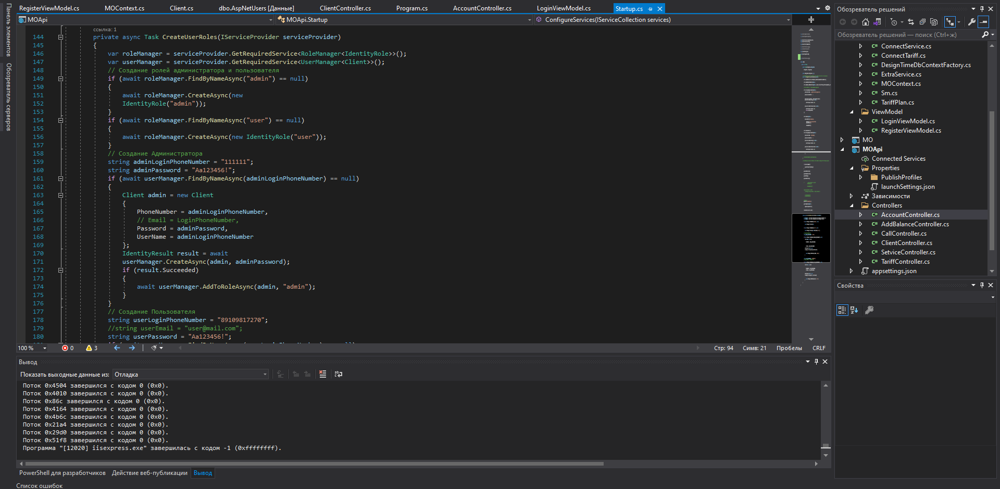 Панель элементов
Обозреватель серверов
RegisterViewModel.cs
MOContext.cs
Client.cs
dbo.AspNetUsers [Данные]
ClientController.cs
Program.cs
AccountController.cs
LoginViewModel.cs
Startup.cs
MOApi
MOApi.Startup
ConfigureServices(IServiceCollection services)
ссылка: 1
144 private async Task CreateUserRoles(IServiceProvider serviceProvider)
145 {
146 var roleManager = serviceProvider.GetRequiredService<RoleManager<IdentityRole>>();
147 var userManager = serviceProvider.GetRequiredService<UserManager<Client>>();
148 // Создание ролей администратора и пользователя
149 if (await roleManager.FindByNameAsync("admin") == null)
150 {
151 await roleManager.CreateAsync(new
152 IdentityRole("admin"));
153 }
154 if (await roleManager.FindByNameAsync("user") == null)
155 {
156 await roleManager.CreateAsync(new IdentityRole("user"));
157 }
158 // Создание Администратора
159 string adminLoginPhoneNumber = "111111";
160 string adminPassword = "Aa123456!";
161 if (await userManager.FindByNameAsync(adminLoginPhoneNumber) == null)
162 {
163 Client admin = new Client
164 {
165 PhoneNumber = adminLoginPhoneNumber,
166 // Email = LoginPhoneNumber,
167 Password = adminPassword,
168 UserName = adminLoginPhoneNumber
169 };
170 IdentityResult result = await
171 userManager.CreateAsync(admin, adminPassword);
172 if (result.Succeeded)
173 {
174 await userManager.AddToRoleAsync(admin, "admin");
175 }
176 }
177 // Создание Пользователя
178 string userLoginPhoneNumber = "89109817270";
179 //string userEmail = "user@mail.com";
180 string userPassword = "Aa123456!";
100 %
0
3
Стр: 94
Симв: 21
Пробелы
CRLF
Вывод
Показать выходные данные из: Отладка
Поток 0x4504 завершился с кодом 0 (0x0).
Поток 0x4010 завершился с кодом 0 (0x0).
Поток 0x86c завершился с кодом 0 (0x0).
Поток 0x4164 завершился с кодом 0 (0x0).
Поток 0x4b6c завершился с кодом 0 (0x0).
Поток 0x21a4 завершился с кодом 0 (0x0).
Поток 0x29d0 завершился с кодом 0 (0x0).
Поток 0x51f8 завершился с кодом 0 (0x0).
Программа "[12020] iisexpress.exe" завершилась с кодом -1 (0xffffffff).
PowerShell для разработчиков
Действие веб-публикации
Вывод
Список ошибок
Обозреватель решений
Обозреватель решений — поиск (Ctrl+ж)
C# ConnectService.cs
C# ConnectTariff.cs
C# DesignTimeDbContextFactory.cs
C# ExtraService.cs
C# MOContext.cs
C# Sm.cs
C# TariffPlan.cs
ViewModel
C# LoginViewModel.cs
C# RegisterViewModel.cs
MO
MOApi
Connected Services
Properties
PublishProfiles
launchSettings.json
Зависимости
Controllers
C# AccountController.cs
C# AddBalanceController.cs
C# CallController.cs
C# ClientController.cs
C# SetviceController.cs
C# TariffController.cs
appsettings.json
Свойства